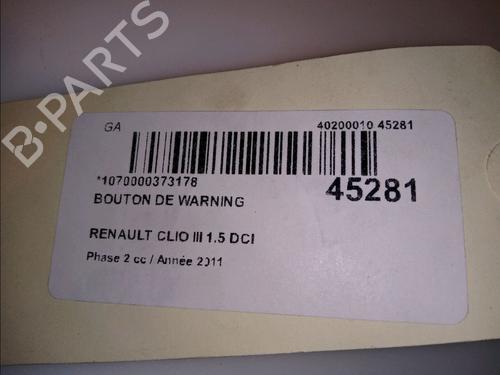 B-PARTS
GA
40200010 45281
*1070000373178
45281
BOUTON DE WARNING
RENAULT CLIO III 1.5 DCI
Phase 2 cc / Année 2011